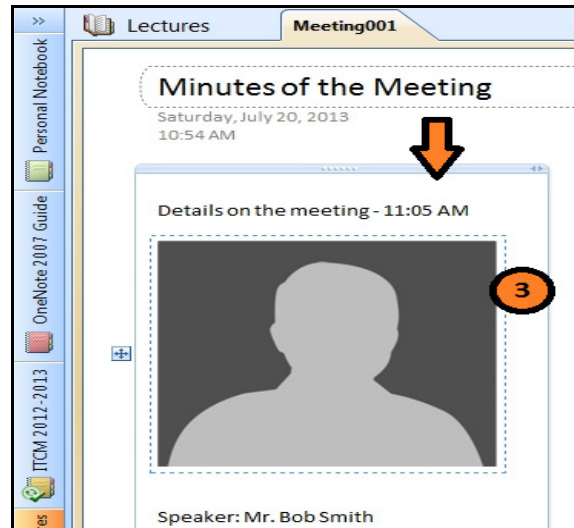 »
Lectures
Meeting001
Personal Notebook
OneNote 2007 Guide
ITCM 2012-2013
Minutes of the Meeting
Saturday, July 20, 2013
10:54 AM
Details on the meeting - 11:05 AM
3
Speaker: Mr. Bob Smith